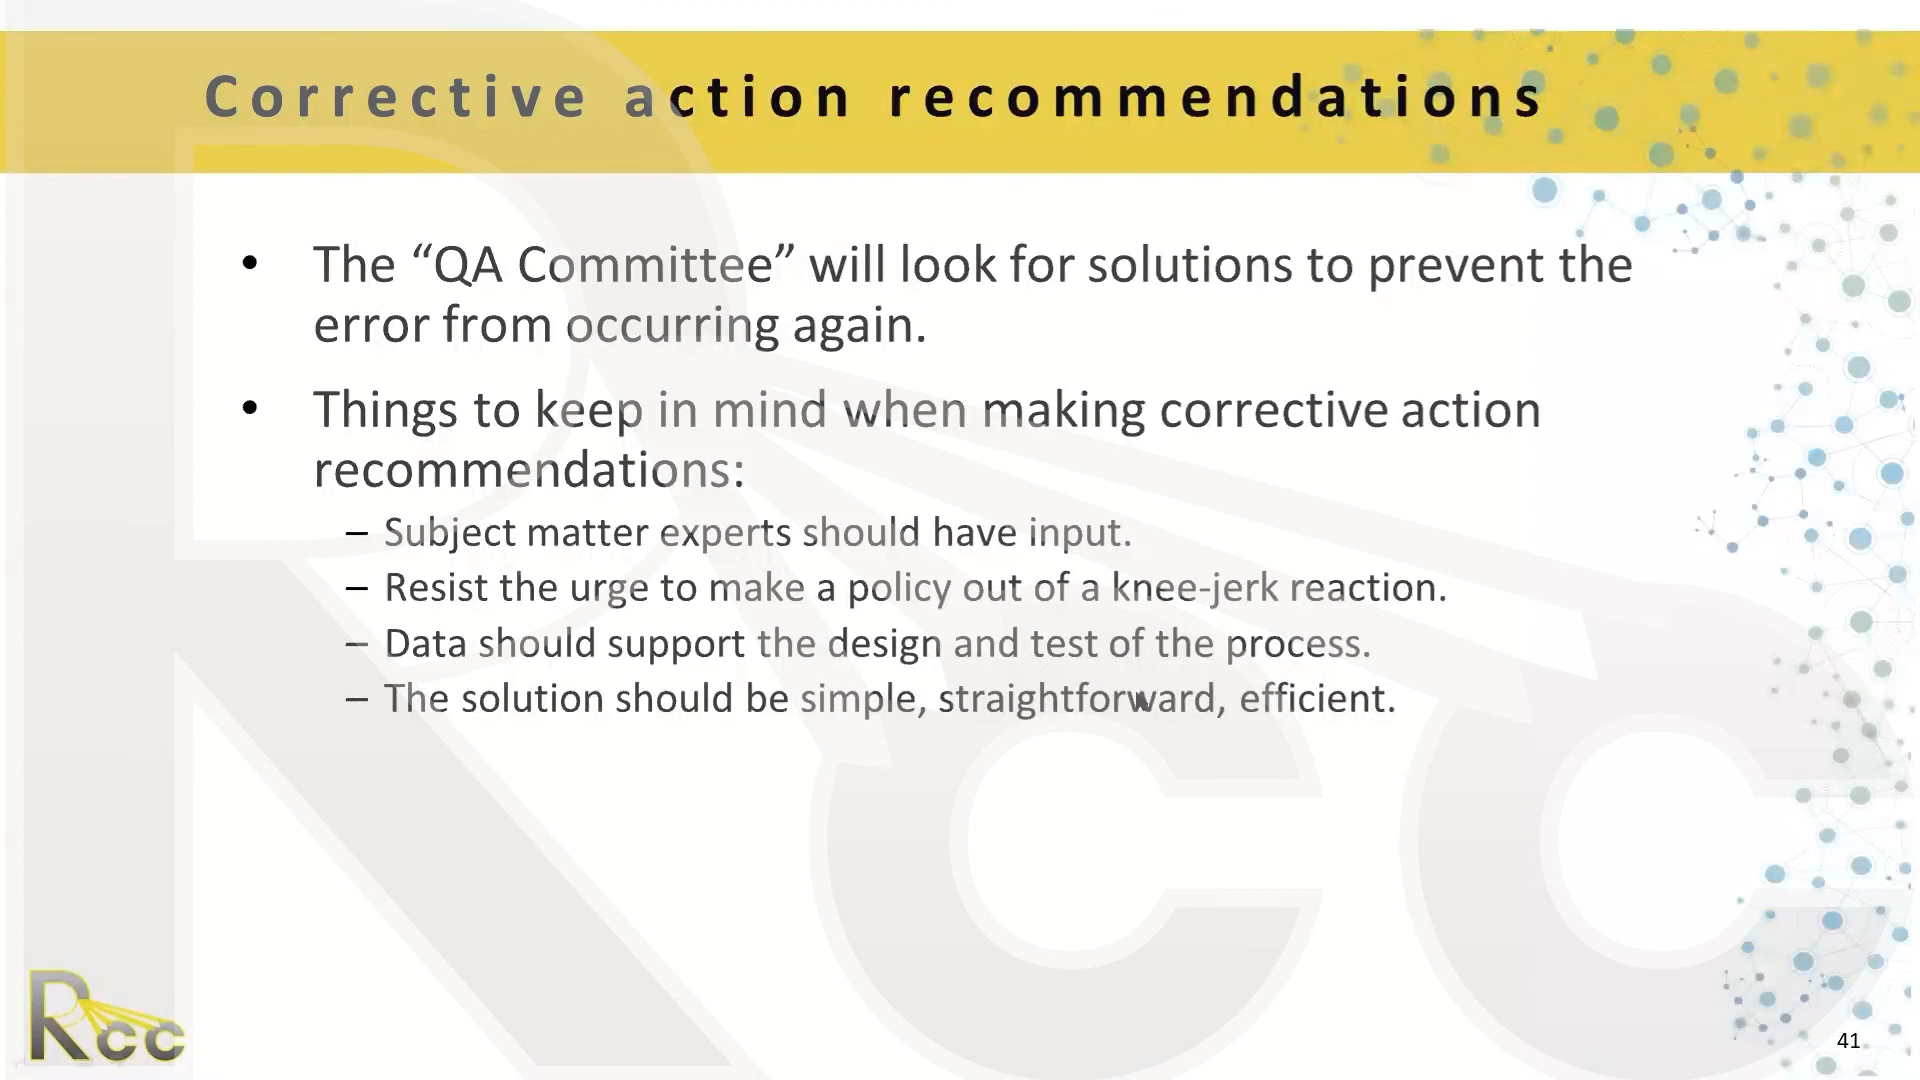 Corrective action recommendations
• The “QA Committee” will look for solutions to prevent the
error from occurring again.
• Things to keep in mind when making corrective action
recommendations:
– Subject matter experts should have input.
– Resist the urge to make a policy out of a knee-jerk reaction.
– Data should support the design and test of the process.
– The solution should be simple, straightforward, efficient.
Rcc
41